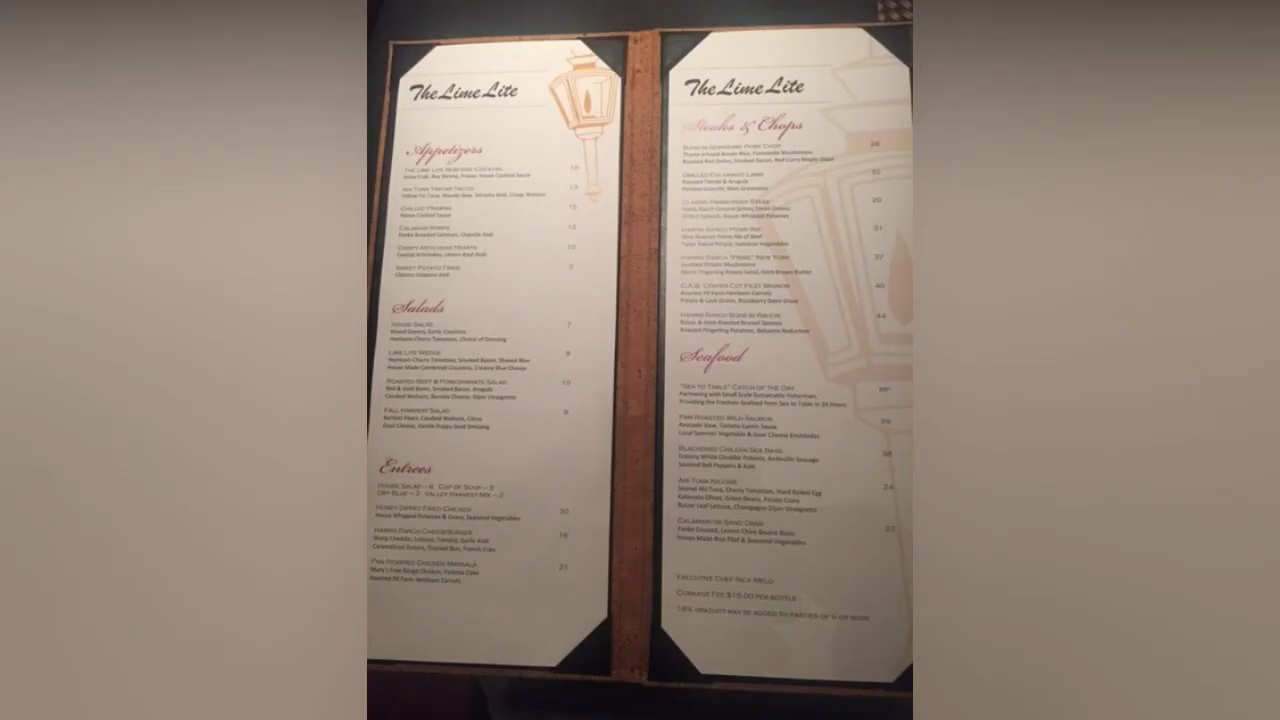 The Lime Lite
Appetizers
The Lime Lite Seafood Cocktail 19
Snow Crab, Bay Shrimp, Prawn, House Cocktail Sauce
Ahi Tuna Tartar Tacos 13
Yellow Fin Tuna, Wasabi Slaw, Sriracha Aioli, Crispy Wonton
Chilled Prawns 15
House Cocktail Sauce
Calamari Strips 12
Panko Breaded Calamari, Chipotle Aioli
Crispy Artichoke Hearts 10
Coastal Artichokes, Lemon Basil Aioli
Sweet Potato Fries 7
Cilantro Jalapeno Aioli
Salads
House Salad 7
Mixed Greens, Garlic Croutons
Heirloom Cherry Tomatoes, Choice of Dressing
Lime Lite Wedge 9
Heirloom Cherry Tomatoes, Smoked Bacon, Shaved Blue
House Made Cornbread Croutons, Creamy Blue Cheese
Roasted Beet & Pomegranate Salad 10
Red & Gold Beets, Smoked Bacon, Arugula
Candied Walnuts, Burrata Cheese, Dijon Vinaigrette
Fall Harvest Salad 9
Bartlett Pears, Candied Walnuts, Citrus
Goat Cheese, Vanilla Poppy Seed Dressing
Entrees
House Salad – 6 Cup of Soup – 5
Dry Blue – 2 Valley Harvest Mix – 2
Honey Dipped Fried Chicken 20
House Whipped Potatoes & Gravy, Seasonal Vegetables
Harris Ranch Cheeseburger 16
Sharp Cheddar, Lettuce, Tomato, Garlic Aioli
Caramelized Onions, Toasted Bun, French Fries
Pan Roasted Chicken Marsala 21
Mary's Free Range Chicken, Polenta Cake
Roasted PK Farm Heirloom Carrots
The Lime Lite
Steaks & Chops
Bone-In Berkshire Pork Chop 29
Thyme Infused Brown Rice, Portobello Mushrooms
Roasted Red Onion, Smoked Bacon, Red Curry Maple Glaze
Grilled Colorado Lamb 32
Roasted Potato & Arugula
Parsnip
Classic Hamburger Steak 20
Harris Ranch Ground Sirloin, Grilled Onions
Wilted Spinach, House Whipped Potatoes
Harris Ranch Prime Rib 31
Slow Roasted Prime Rib of Beef
Twice Baked Potato, Seasonal Vegetables
Harris Ranch "Prime" New York 37
Sautéed Shitake Mushrooms
Warm Fingerling Potato Salad, Herb Brown Butter
C.A.B. Center Cut Filet Mignon 40
Roasted PK Farm Heirloom Carrots
Potato & Leek Gratin, Blackberry Demi Glaze
Harris Ranch Bone-In Rib Eye 44
Bacon & Herb Roasted Brussel Sprouts
Roasted Fingerling Potatoes, Balsamic Reduction
Seafood
"Sea to Table" Catch of the Day MP
Partnering with Small Scale Sustainable Fisherman,
Providing the Freshest Seafood from Sea to Table in 24 Hours
Pan Roasted Wild Salmon 26
Avocado Slaw, Tomato Cumin Sauce
Local Summer Vegetable & Goat Cheese Enchiladas
Blackened Chilean Sea Bass 38
Creamy White Cheddar Polenta, Andouille Sausage
Sautéed Bell Peppers & Kale
Ahi Tuna Nicoise 24
Seared Ahi Tuna, Cherry Tomatoes, Hard Boiled Egg
Kalamata Olives, Green Beans, Potato Coins
Butter Leaf Lettuce, Champagne Dijon Vinaigrette
Calamari or Sand Dabs 22
Panko Crusted, Lemon Chive Beurre Blanc
House Made Rice Pilaf & Seasonal Vegetables
Executive Chef Rick Melo
Corkage Fee $15.00 per bottle
18% gratuity may be added to parties of 6 or more